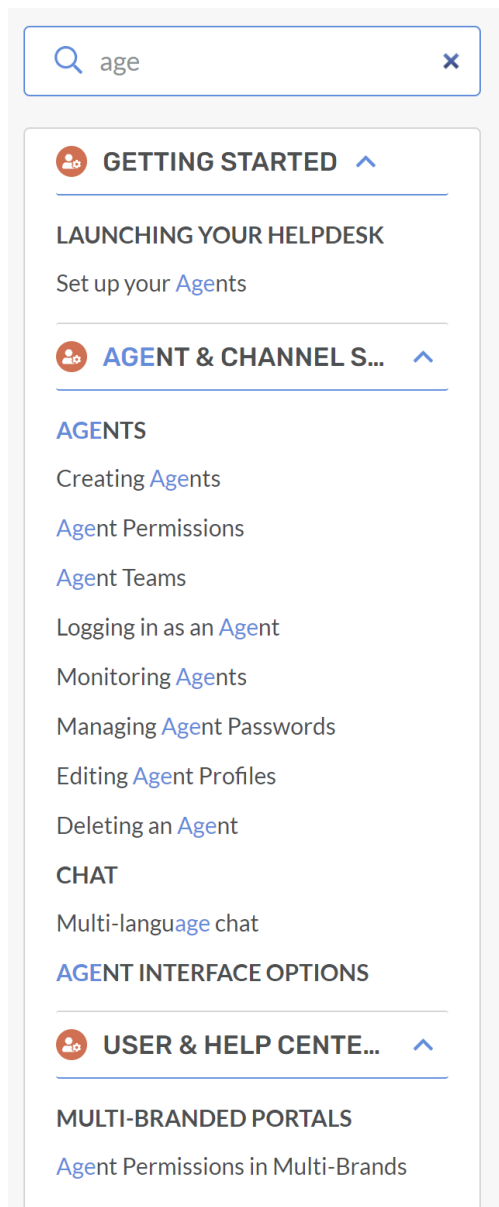 age
GETTING STARTED
LAUNCHING YOUR HELPDESK
Set up your Agents
AGENT & CHANNEL S...
AGENTS
Creating Agents
Agent Permissions
Agent Teams
Logging in as an Agent
Monitoring Agents
Managing Agent Passwords
Editing Agent Profiles
Deleting an Agent
CHAT
Multi-language chat
AGENT INTERFACE OPTIONS
USER & HELP CENTE...
MULTI-BRANDED PORTALS
Agent Permissions in Multi-Brands